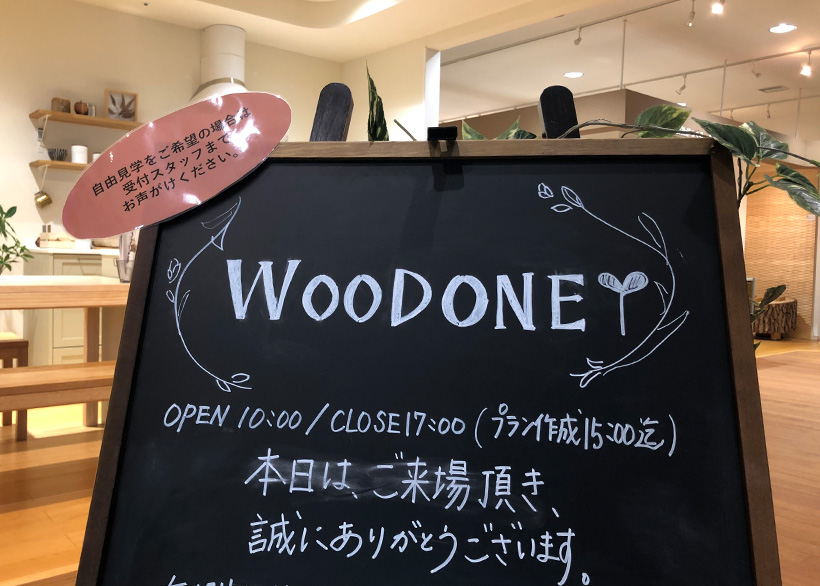 自由見学をご希望の場合は
受付スタッフまで
お声がけください。
WOODONE
OPEN 10:00 / CLOSE 17:00 (プラン作成 15:00迄)
本日は、ご来場頂き、
誠にありがとうございます。